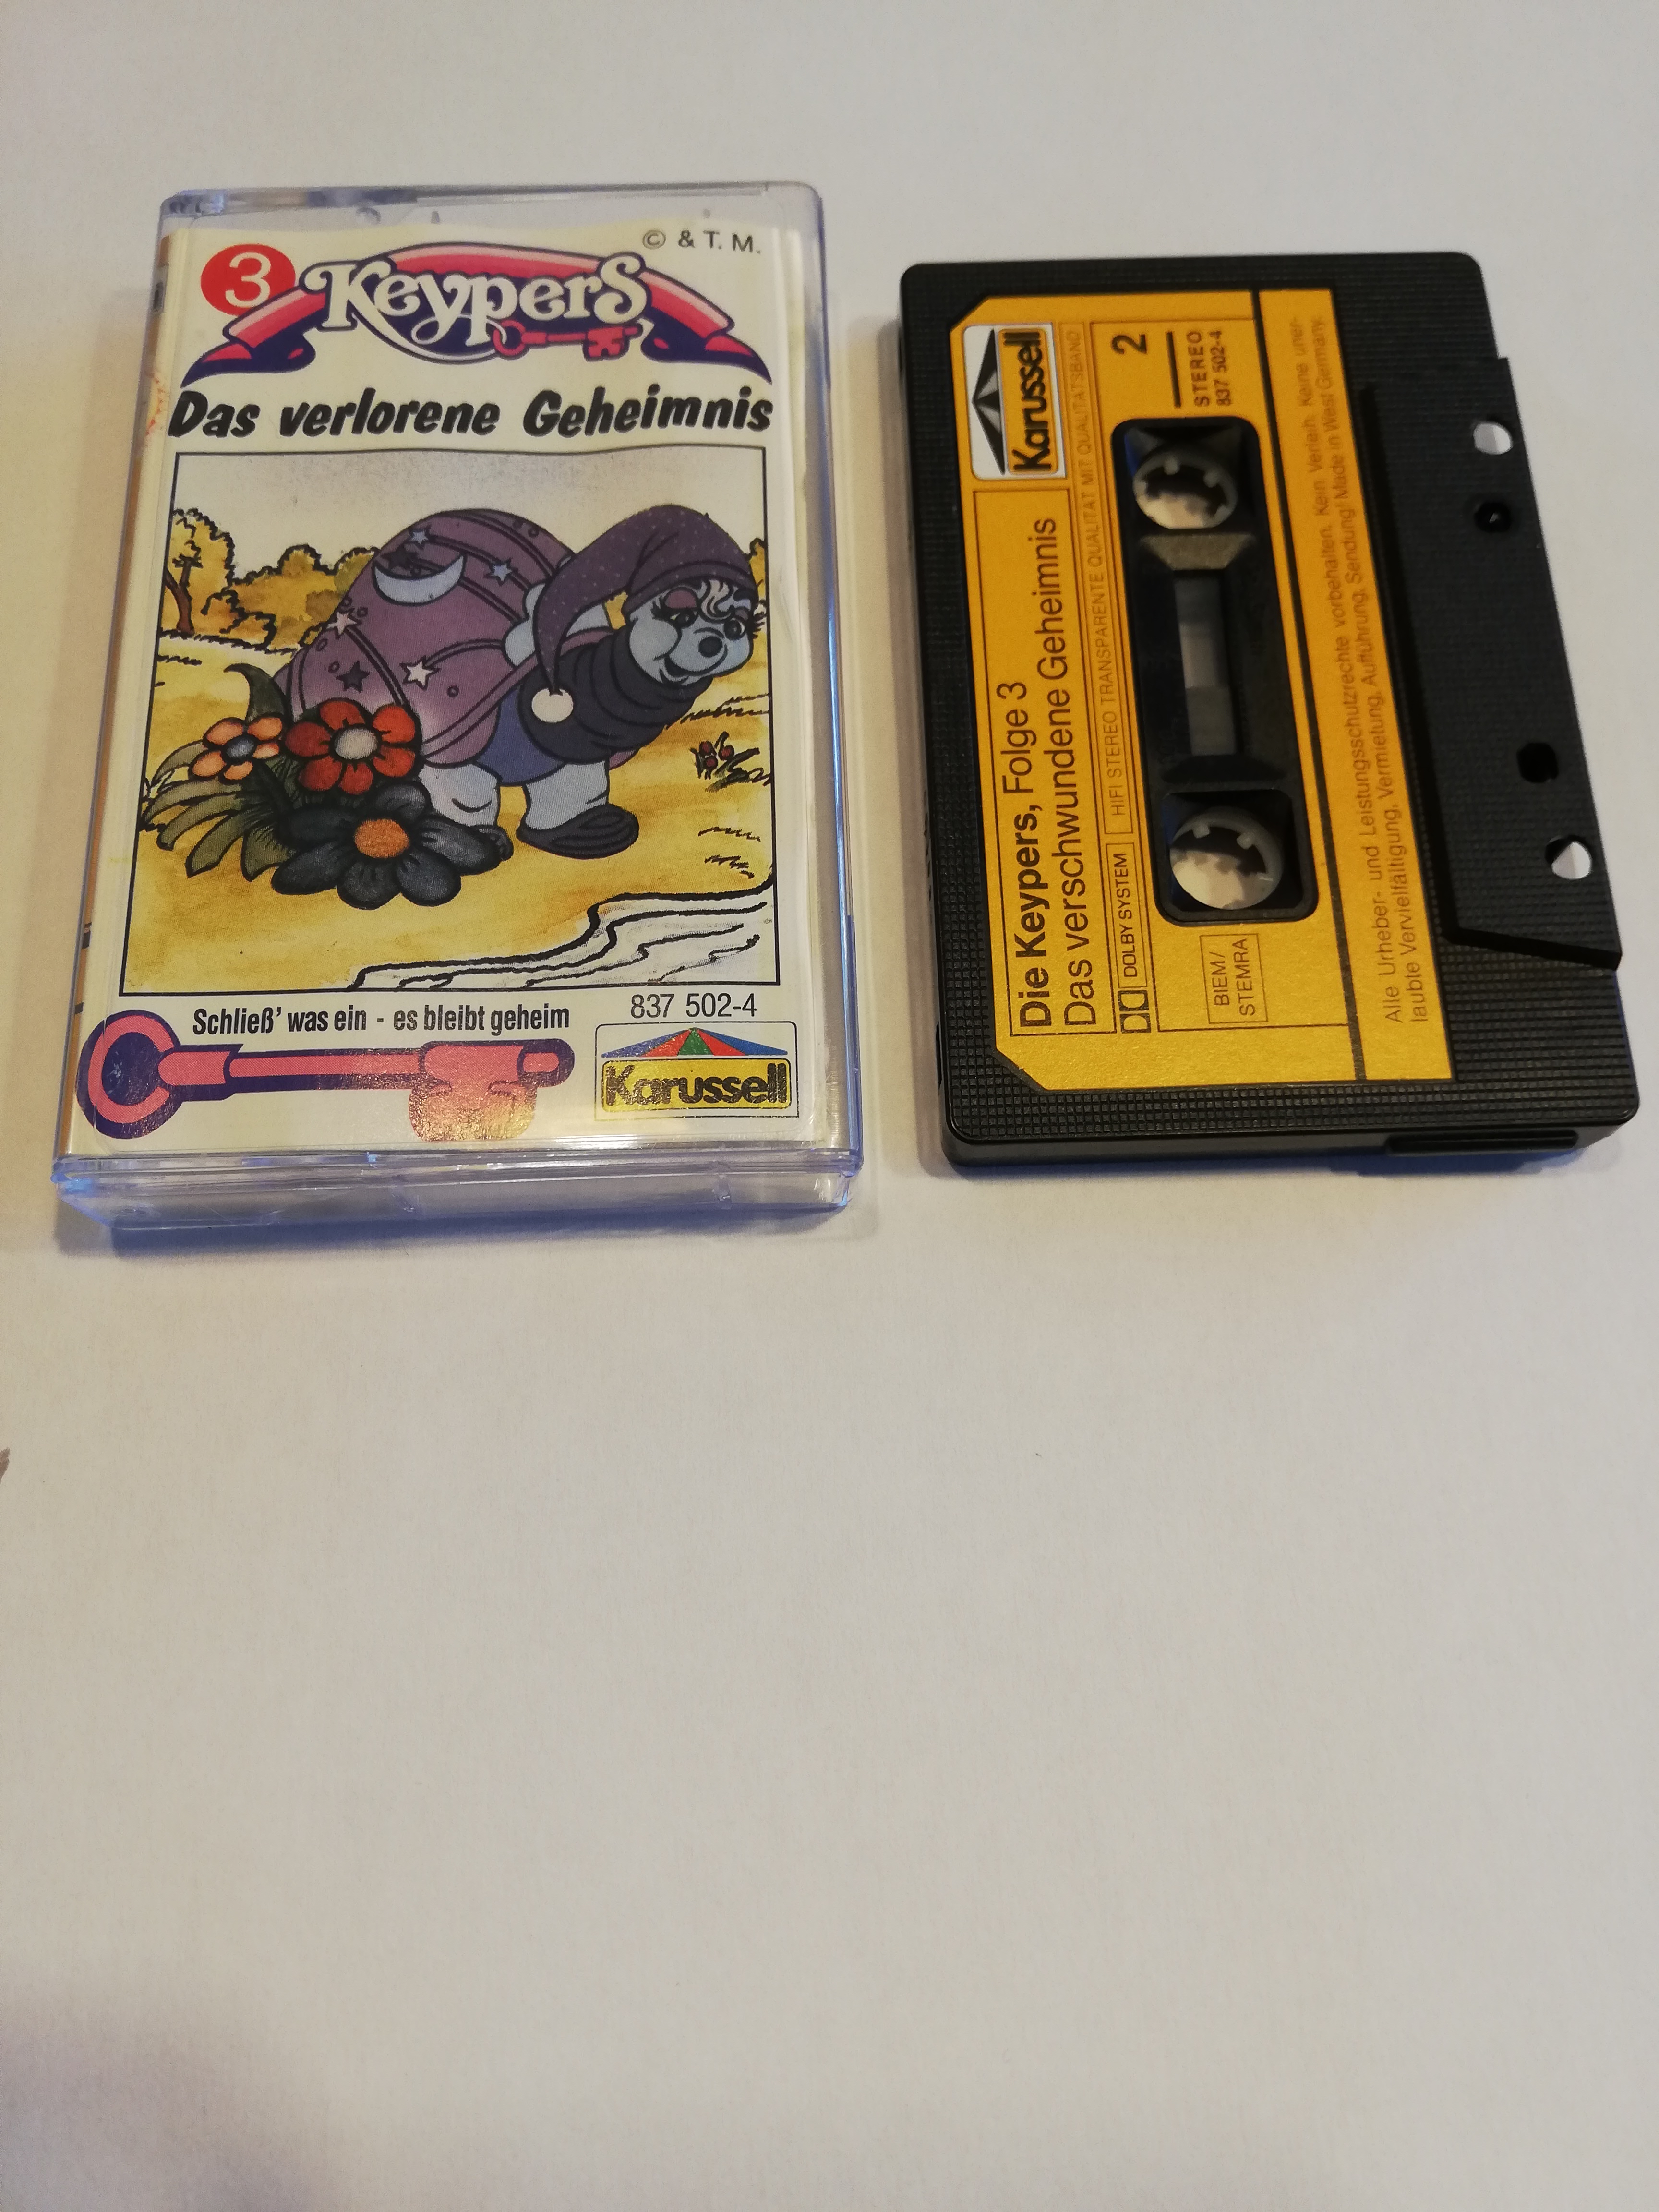 3
Keypers
© & T. M.
Das verlorene Geheimnis
Schließ' was ein - es bleibt geheim
837 502-4
Karussell
Karussell
Die Keypers, Folge 3
Das verschwundene Geheimnis
DOLBY SYSTEM
HIFI STEREO TRANSPARENTE QUALITÄT MIT QUALITÄTSBAND
2
STEREO
837 502-4
BIEM/
STEMRA
Alle Urheber- und Leistungsschutzrechte vorbehalten. Kein Verleih. Keine uner-
laubte Vervielfältigung, Vermietung, Aufführung, Sendung! Made in West Germany.